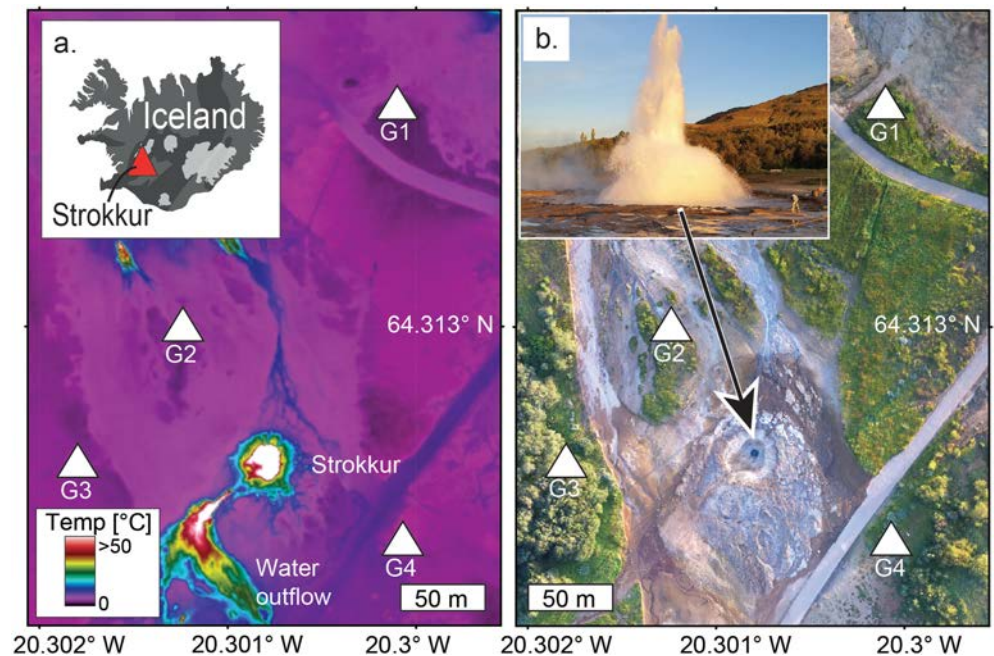 a.
Iceland
Strokkur
G1
64.313° N
G2
Strokkur
G3
Temp [°C]
>50
0
G4
Water
outflow
50 m
20.302° W
20.301° W
20.3° W
b.
G1
64.313° N
G2
G3
G4
50 m
20.302° W
20.301° W
20.3° W